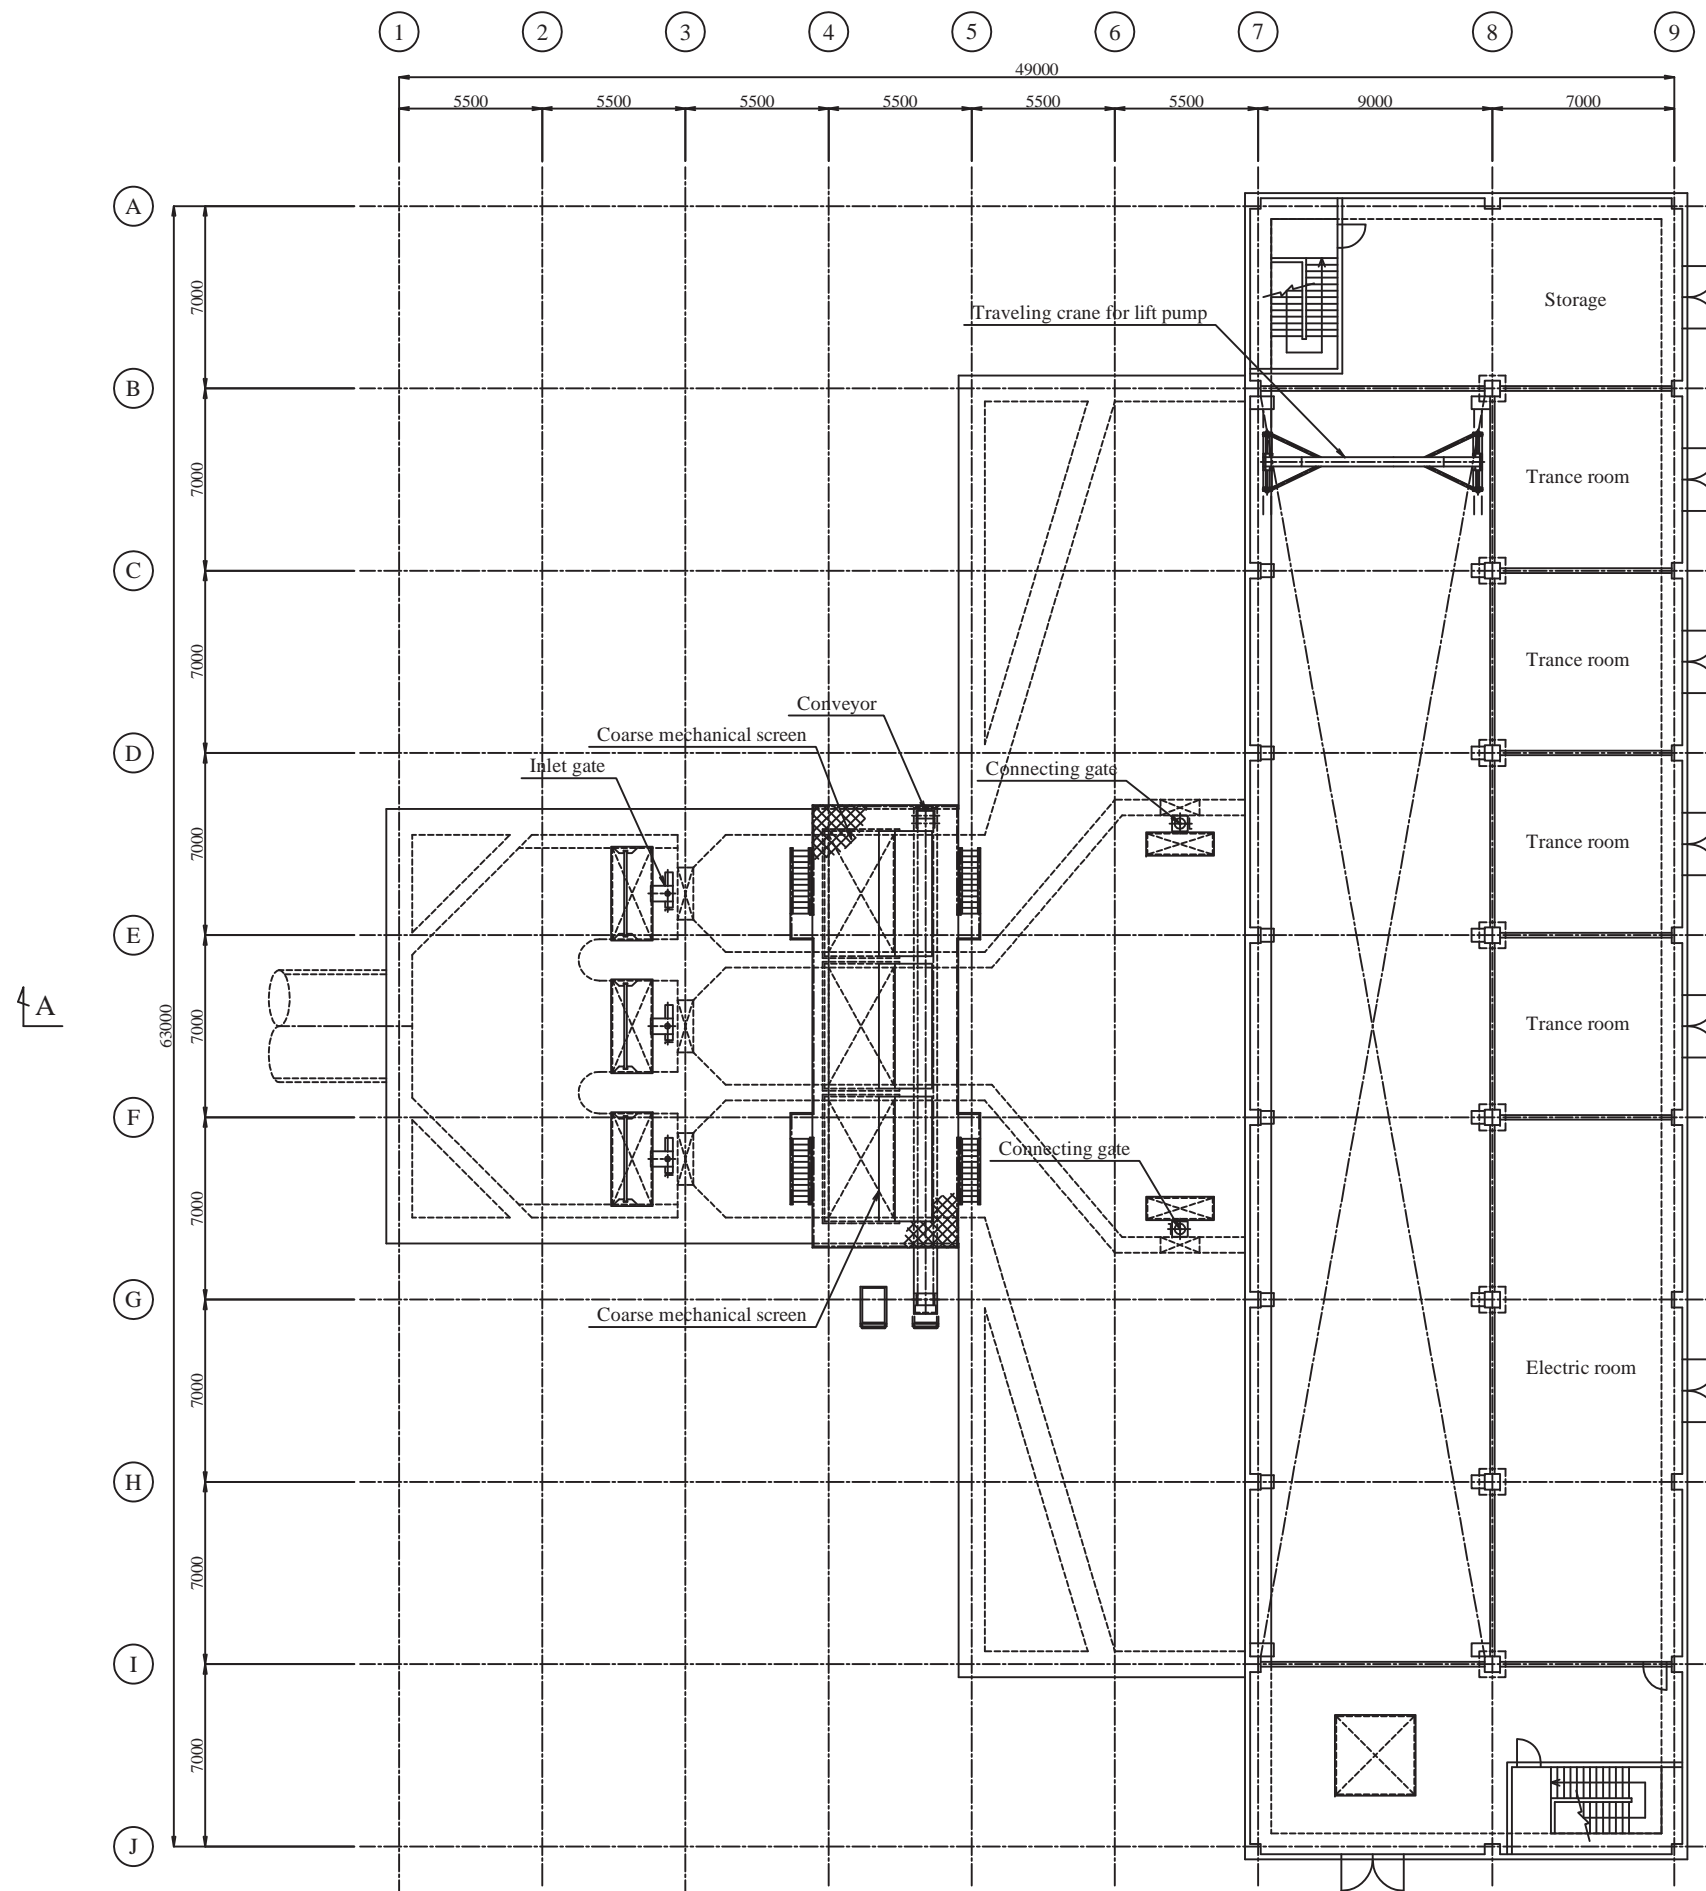 1 2 3 4 5 6 7 8 9
49000
5500 5500 5500 5500 5500 5500 9000 7000
A
7000
Storage
Traveling crane for lift pump
B
7000
Trance room
C
7000
Trance room
Conveyor
Coarse mechanical screen
D
Inlet gate
Connecting gate
7000
Trance room
E
A
63000
7000
Trance room
F
Connecting gate
7000
G
Coarse mechanical screen
7000
Electric room
H
7000
I
7000
J